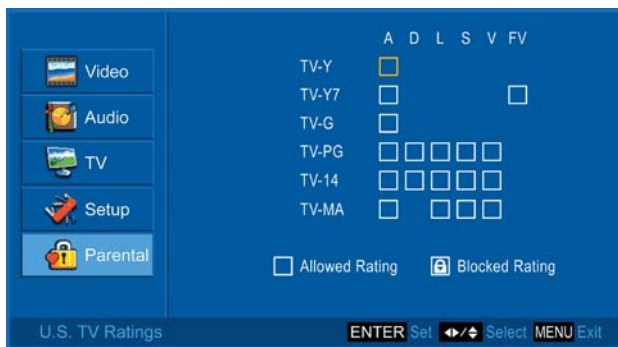 A D L S V FV
TV-Y
TV-Y7
TV-G
TV-PG
TV-14
TV-MA
Video
Audio
TV
Setup
Parental
Allowed Rating Blocked Rating
U.S. TV Ratings ENTER Set Select MENU Exit